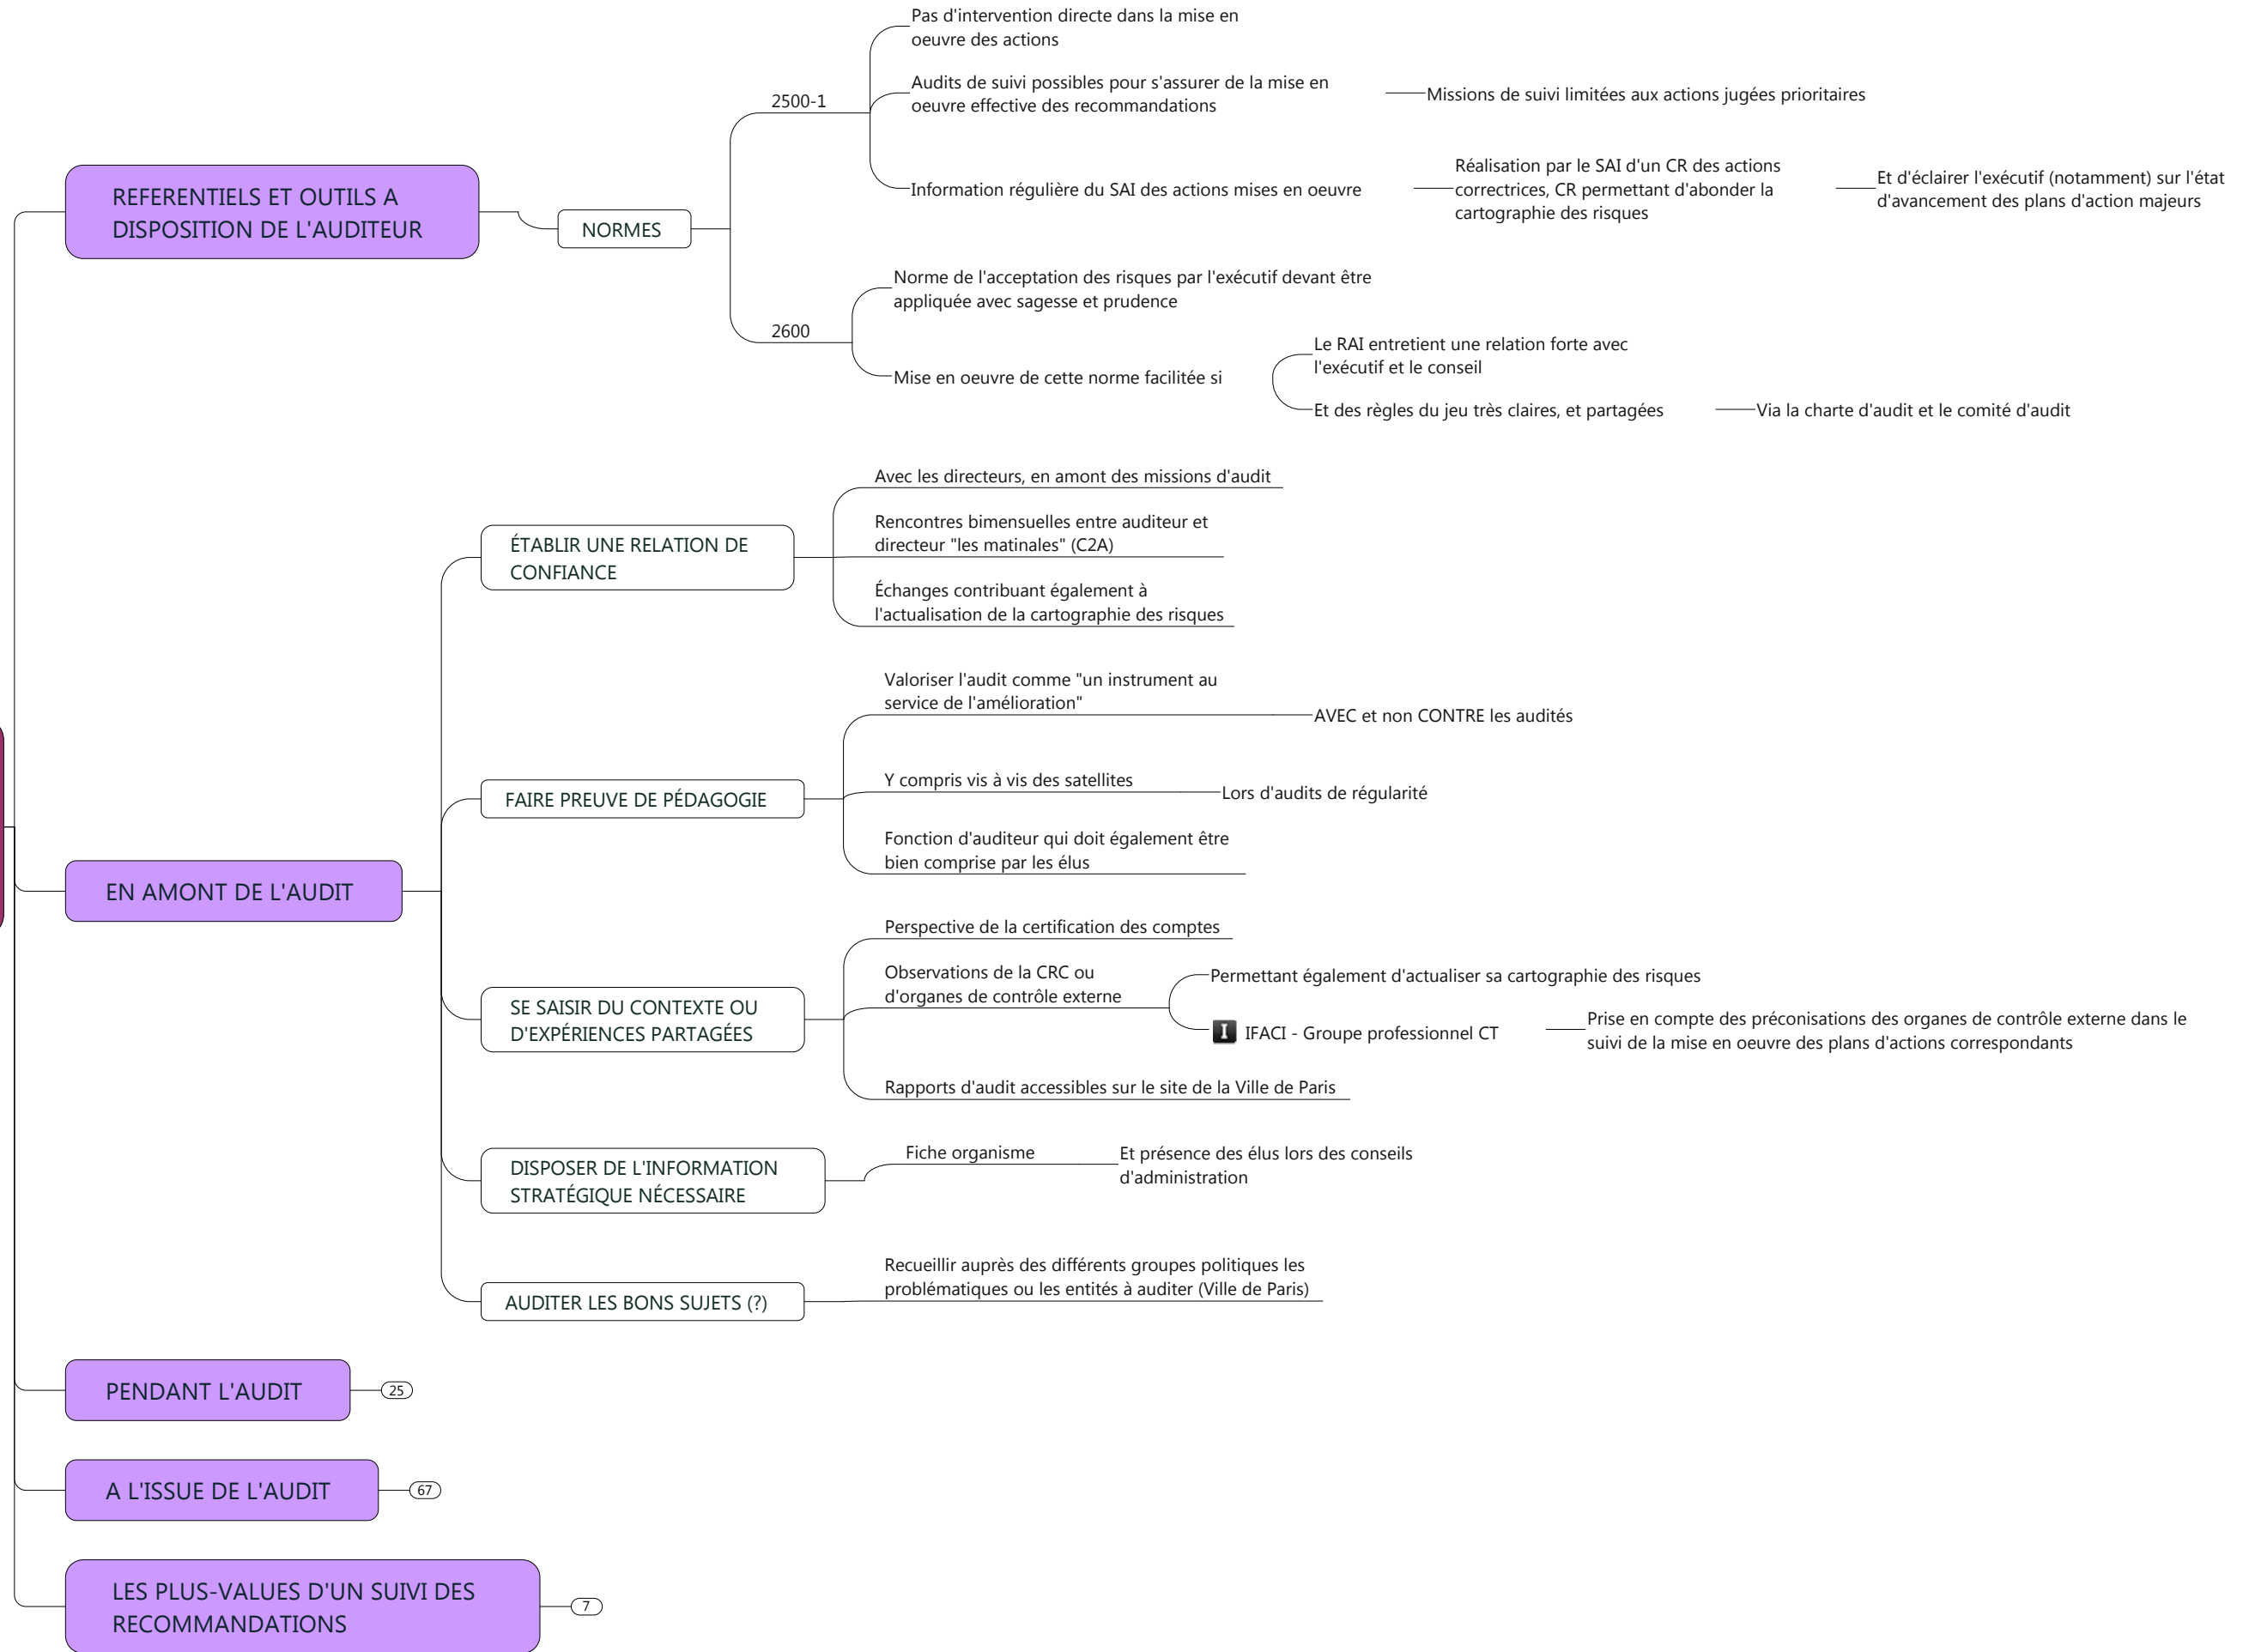 REFERENTIELS ET OUTILS A
DISPOSITION DE L'AUDITEUR
NORMES
2500-1
Pas d'intervention directe dans la mise en
oeuvre des actions
Audits de suivi possibles pour s'assurer de la mise en
oeuvre effective des recommandations
Missions de suivi limitées aux actions jugées prioritaires
Information régulière du SAI des actions mises en oeuvre
Réalisation par le SAI d'un CR des actions
correctrices, CR permettant d'abonder la
cartographie des risques
Et d'éclairer l'exécutif (notamment) sur l'état
d'avancement des plans d'action majeurs
2600
Norme de l'acceptation des risques par l'exécutif devant être
appliquée avec sagesse et prudence
Mise en oeuvre de cette norme facilitée si
Le RAI entretient une relation forte avec
l'exécutif et le conseil
Et des règles du jeu très claires, et partagées
Via la charte d'audit et le comité d'audit
EN AMONT DE L'AUDIT
ÉTABLIR UNE RELATION DE
CONFIANCE
Avec les directeurs, en amont des missions d'audit
Rencontres bimensuelles entre auditeur et
directeur "les matinales" (C2A)
Échanges contribuant également à
l'actualisation de la cartographie des risques
FAIRE PREUVE DE PÉDAGOGIE
Valoriser l'audit comme "un instrument au
service de l'amélioration"
AVEC et non CONTRE les audités
Y compris vis à vis des satellites
Lors d'audits de régularité
Fonction d'auditeur qui doit également être
bien comprise par les élus
SE SAISIR DU CONTEXTE OU
D'EXPÉRIENCES PARTAGÉES
Perspective de la certification des comptes
Observations de la CRC ou
d'organes de contrôle externe
Permettant également d'actualiser sa cartographie des risques
I IFACI - Groupe professionnel CT
Prise en compte des préconisations des organes de contrôle externe dans le
suivi de la mise en oeuvre des plans d'actions correspondants
Rapports d'audit accessibles sur le site de la Ville de Paris
DISPOSER DE L'INFORMATION
STRATÉGIQUE NÉCESSAIRE
Fiche organisme
Et présence des élus lors des conseils
d'administration
AUDITER LES BONS SUJETS (?)
Recueillir auprès des différents groupes politiques les
problématiques ou les entités à auditer (Ville de Paris)
PENDANT L'AUDIT
25
A L'ISSUE DE L'AUDIT
67
LES PLUS-VALUES D'UN SUIVI DES
RECOMMANDATIONS
7